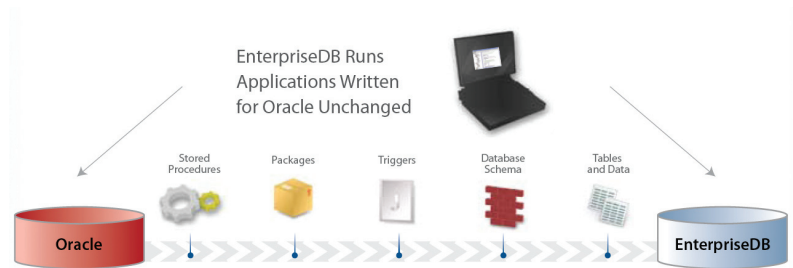 EnterpriseDB Runs
Applications Written
for Oracle Unchanged
Stored
Procedures
Packages
Triggers
Database
Schema
Tables
and Data
Oracle
EnterpriseDB